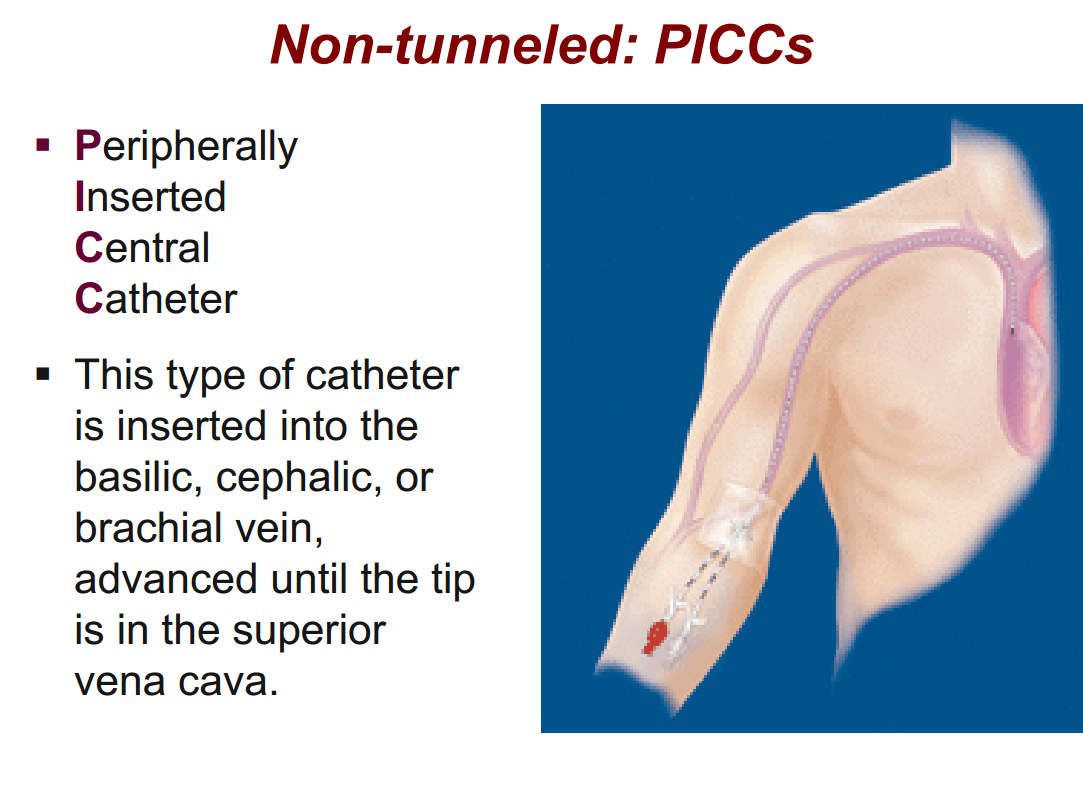 Non-tunneled: PICCs
▪ Peripherally
Inserted
Central
Catheter
▪ This type of catheter
is inserted into the
basilic, cephalic, or
brachial vein,
advanced until the tip
is in the superior
vena cava.